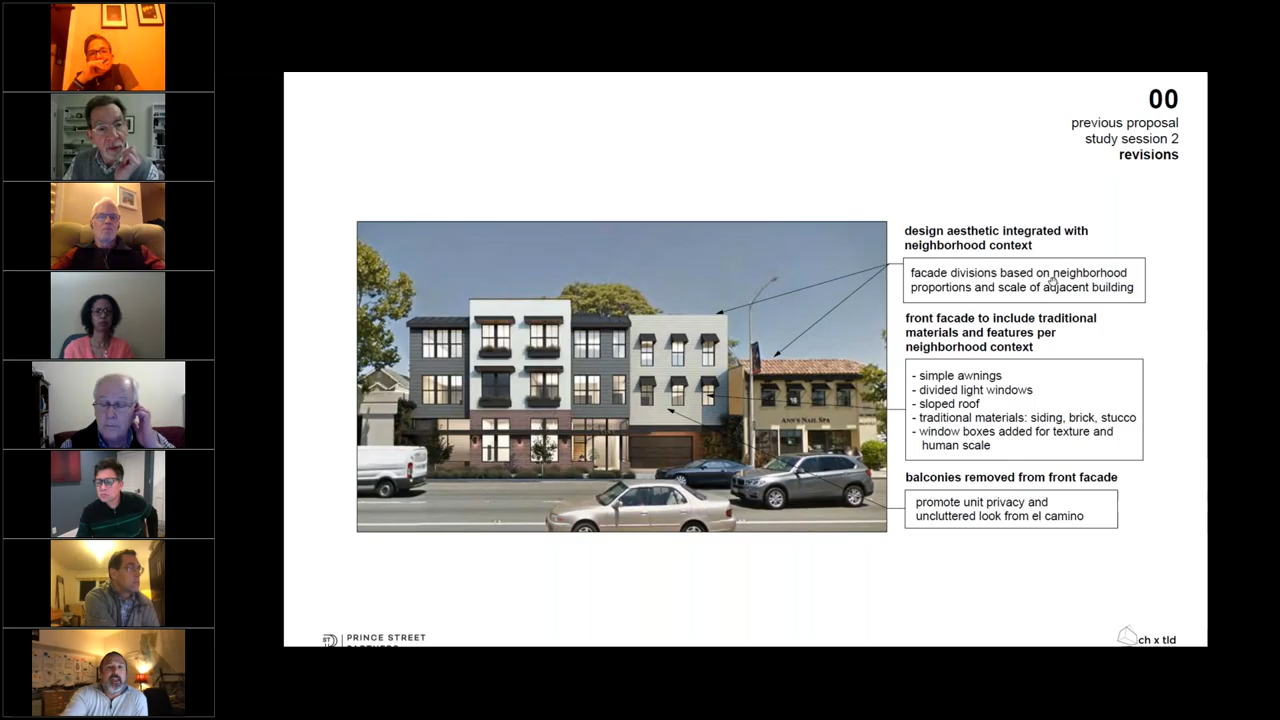 00
previous proposal
study session 2
revisions
design aesthetic integrated with
neighborhood context
facade divisions based on neighborhood
proportions and scale of adjacent building
front facade to include traditional
materials and features per
neighborhood context
- simple awnings
- divided light windows
- sloped roof
- traditional materials: siding, brick, stucco
- window boxes added for texture and
human scale
balconies removed from front facade
promote unit privacy and
uncluttered look from el camino
ANN'S NAIL SPA
PRINCE STREET
ch x tld